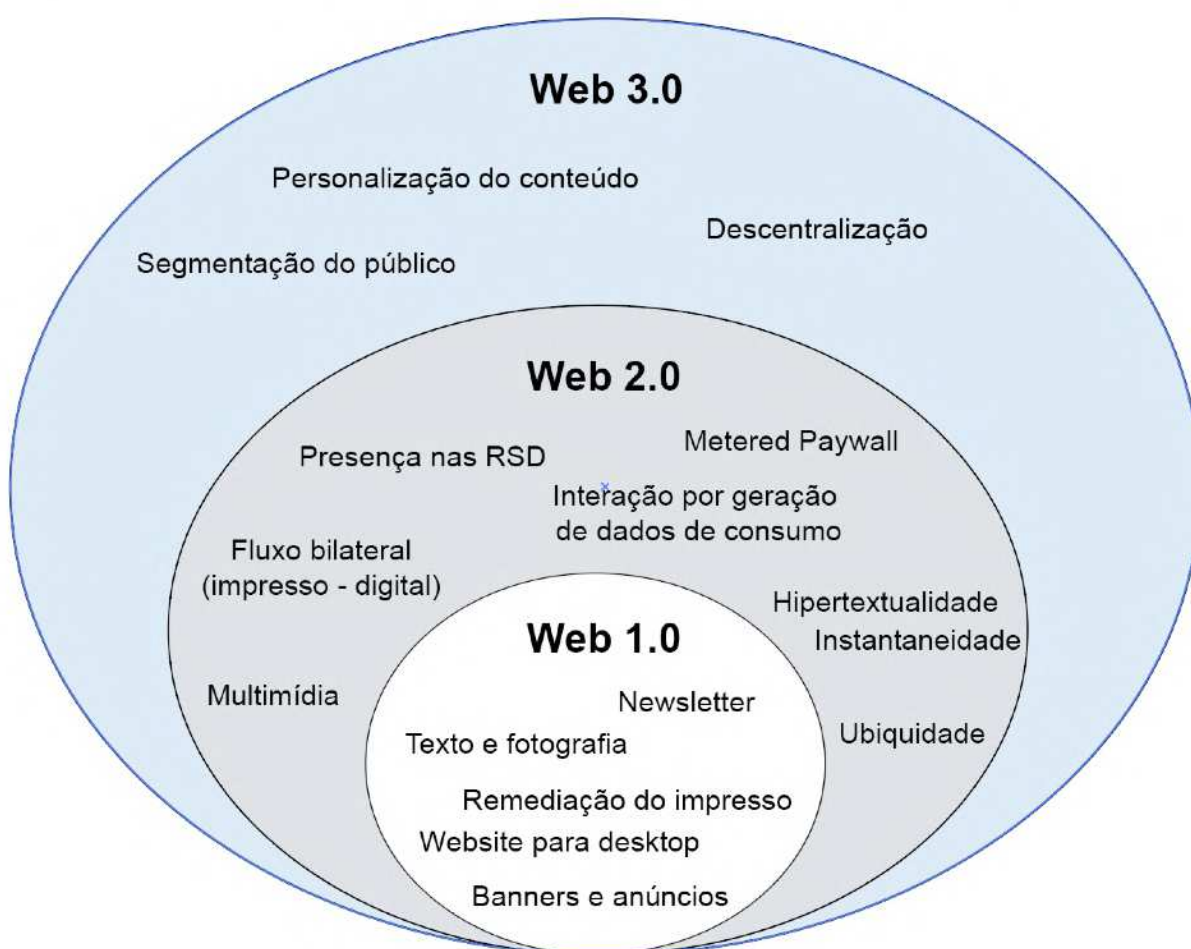 Web 3.0
Personalização do conteúdo
Descentralização
Segmentação do público
Web 2.0
Metered Paywall
Presença nas RSD
Interação por geração
de dados de consumo
Fluxo bilateral
(impresso - digital)
Hipertextualidade
Instantaneidade
Multimídia
Ubiquidade
Web 1.0
Newsletter
Texto e fotografia
Remediação do impresso
Website para desktop
Banners e anúncios